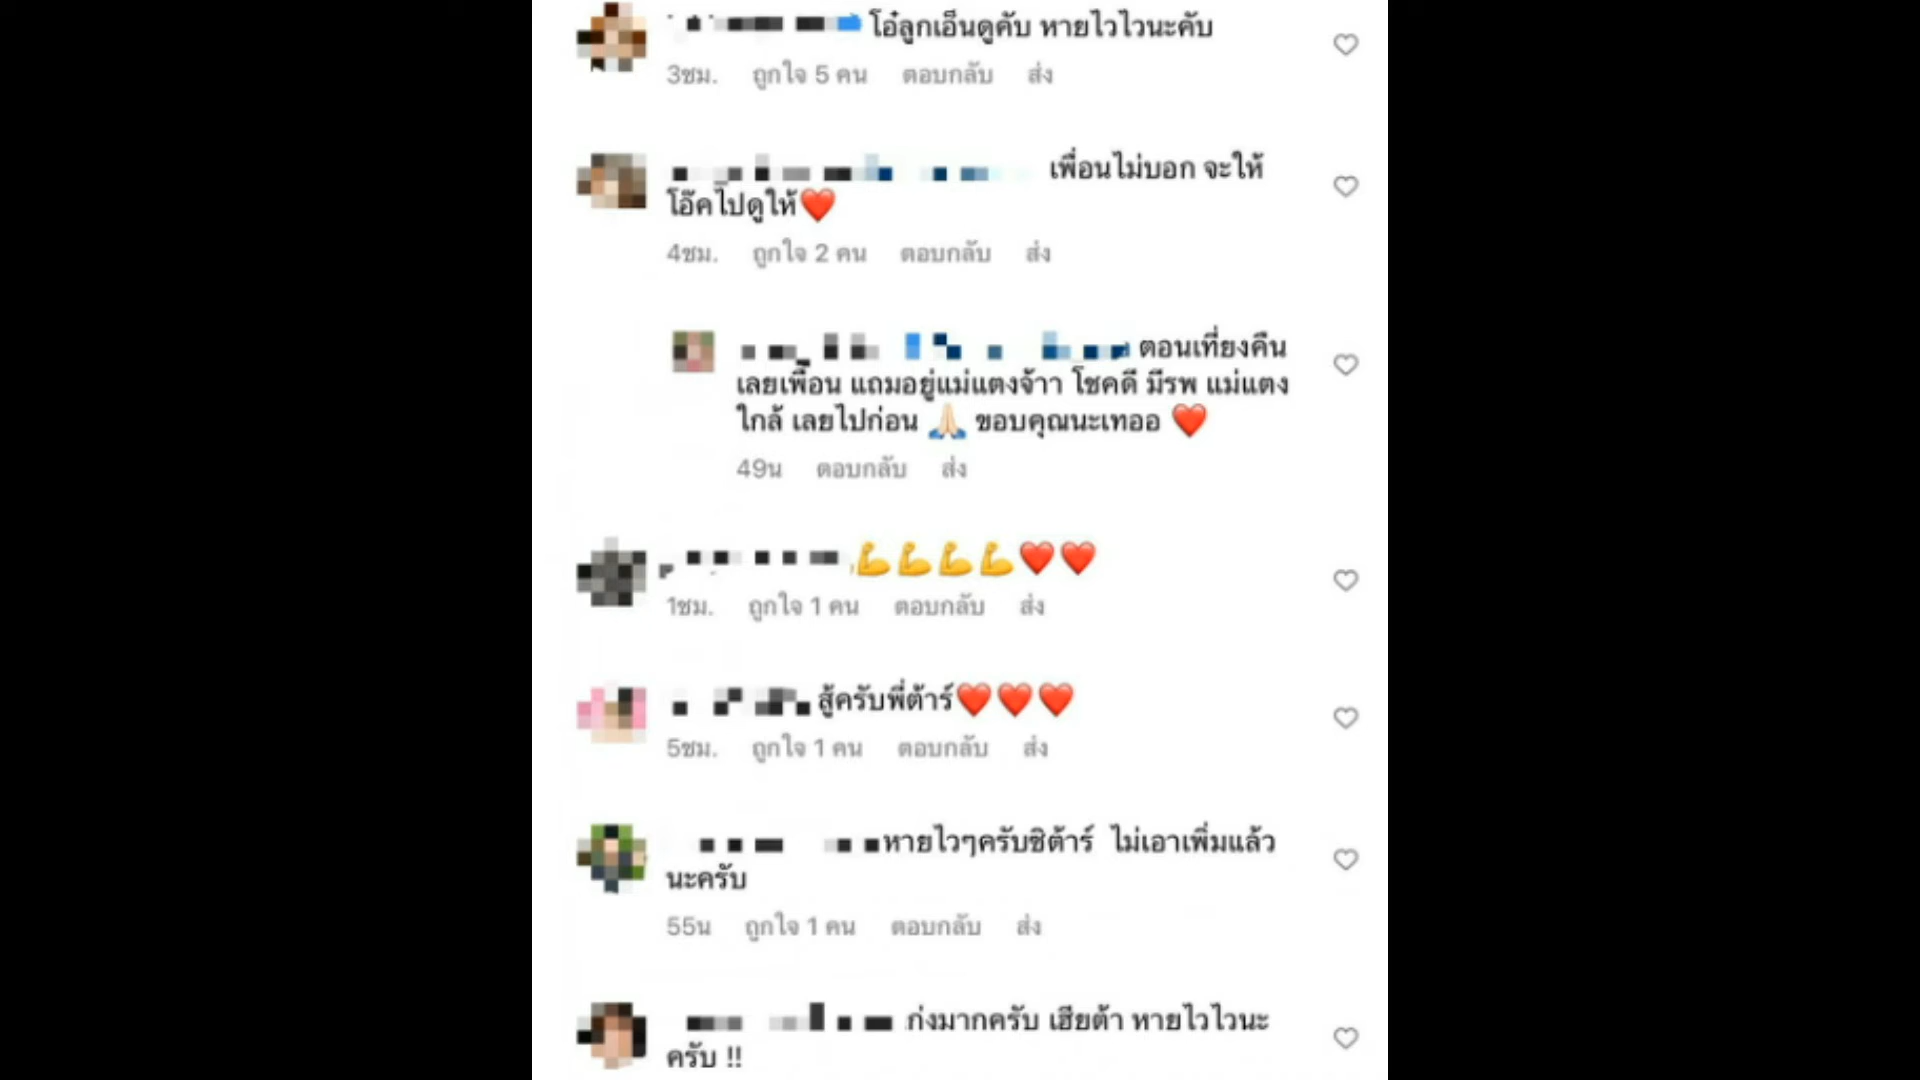 โอ๋ลูกเอ็นดูคับ หายไวไวนะคับ
3ชม. ถูกใจ 5 คน ตอบกลับ ส่ง
เพื่อนไม่บอก จะให้
โอ๊คไปดูให้❤️
4ชม. ถูกใจ 2 คน ตอบกลับ ส่ง
ตอนเที่ยงคืน
เลยเพื่อน แถมอยู่แม่แตงจ้าา โชคดี มีรพ แม่แตง
ใกล้ เลยไปก่อน 🙏🏻 ขอบคุณนะเทออ ❤️
49น ตอบกลับ ส่ง
💪💪💪💪❤️❤️
1ชม. ถูกใจ 1 คน ตอบกลับ ส่ง
สู้ครับพี่ต้าร์❤️❤️❤️
5ชม. ถูกใจ 1 คน ตอบกลับ ส่ง
หายไวๆครับซิต้าร์ ไม่เอาเพิ่มแล้ว
นะครับ
55น ถูกใจ 1 คน ตอบกลับ ส่ง
เก่งมากครับ เฮียต้า หายไวไวนะ
ครับ !!